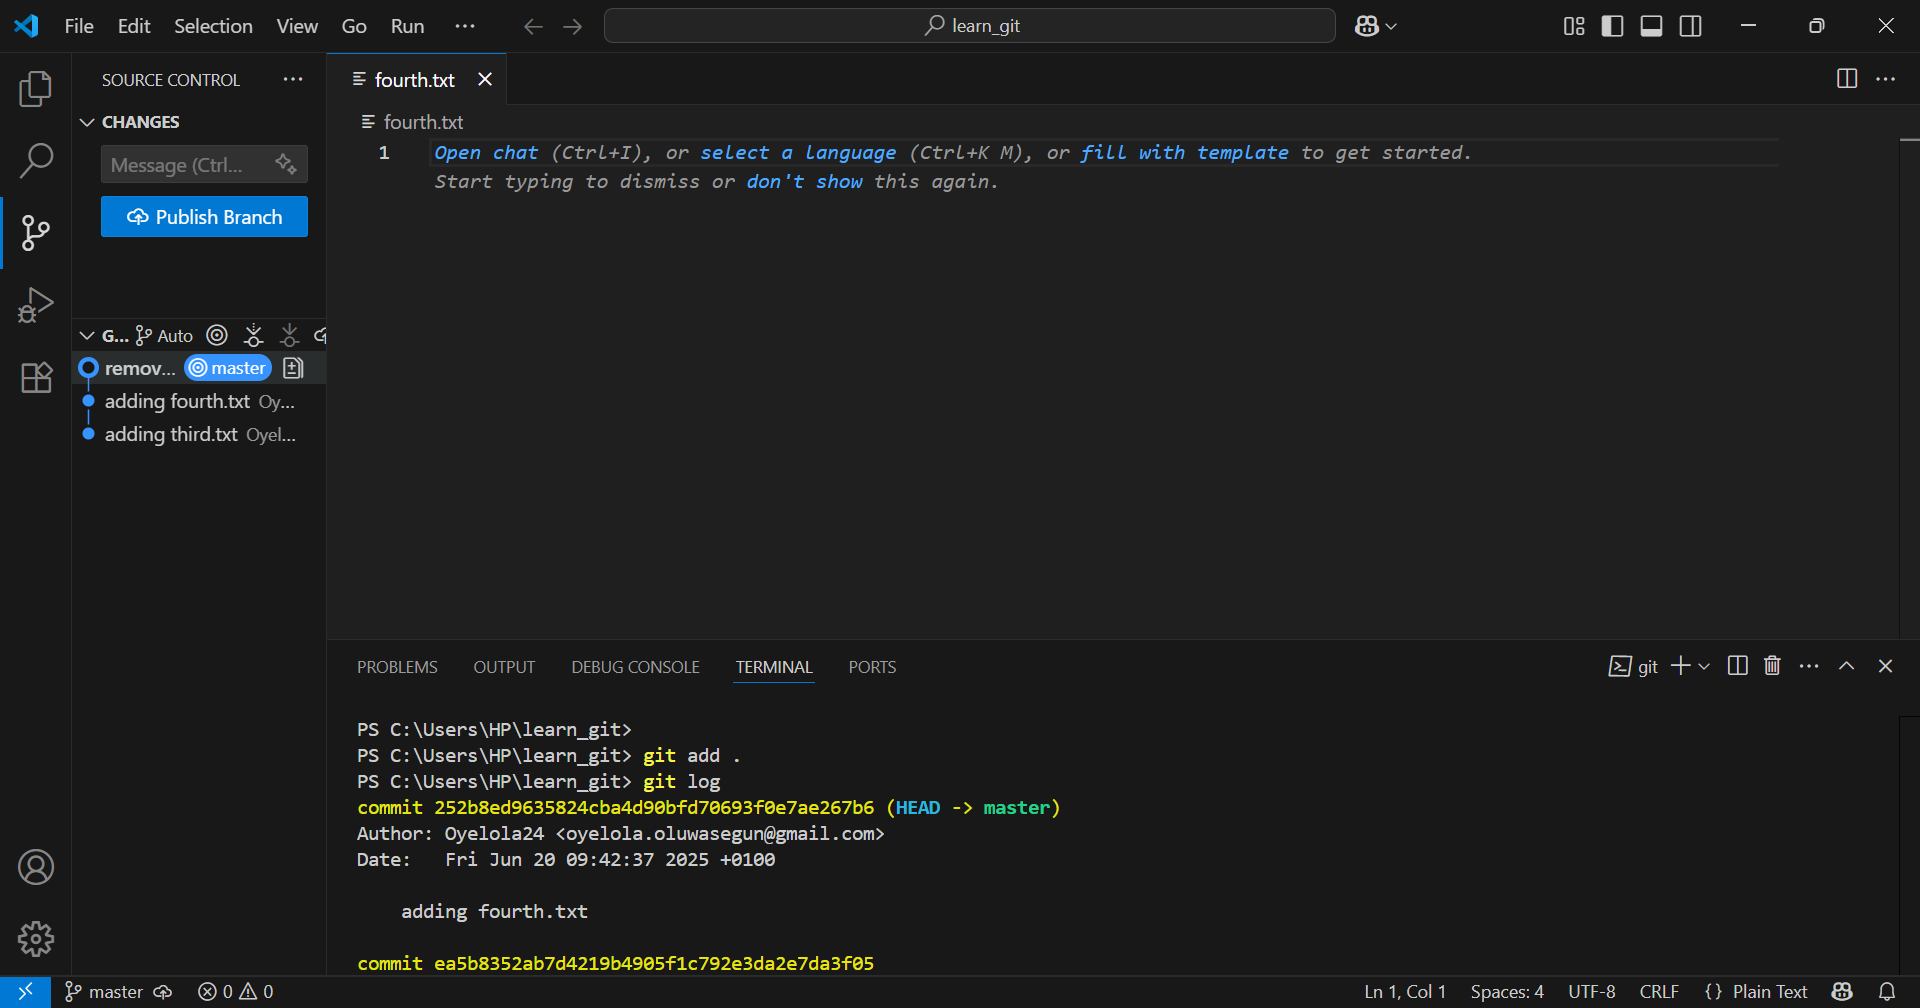 File Edit Selection View Go Run ··· learn_git
SOURCE CONTROL ···
fourth.txt
CHANGES
fourth.txt
Message (Ctrl...
Publish Branch
1 Open chat (Ctrl+I), or select a language (Ctrl+K M), or fill with template to get started.
Start typing to dismiss or don't show this again.
G... Auto
remov... master
adding fourth.txt Oy...
adding third.txt Oyel...
PROBLEMS OUTPUT DEBUG CONSOLE TERMINAL PORTS git
PS C:\Users\HP\learn_git>
PS C:\Users\HP\learn_git> git add .
PS C:\Users\HP\learn_git> git log
commit 252b8ed9635824cba4d90bfd70693f0e7ae267b6 (HEAD -> master)
Author: Oyelola24 <oyelola.oluwasegun@gmail.com>
Date:   Fri Jun 20 09:42:37 2025 +0100
adding fourth.txt
commit ea5b8352ab7d4219b4905f1c792e3da2e7da3f05
master 0 0 Ln 1, Col 1 Spaces: 4 UTF-8 CRLF {} Plain Text